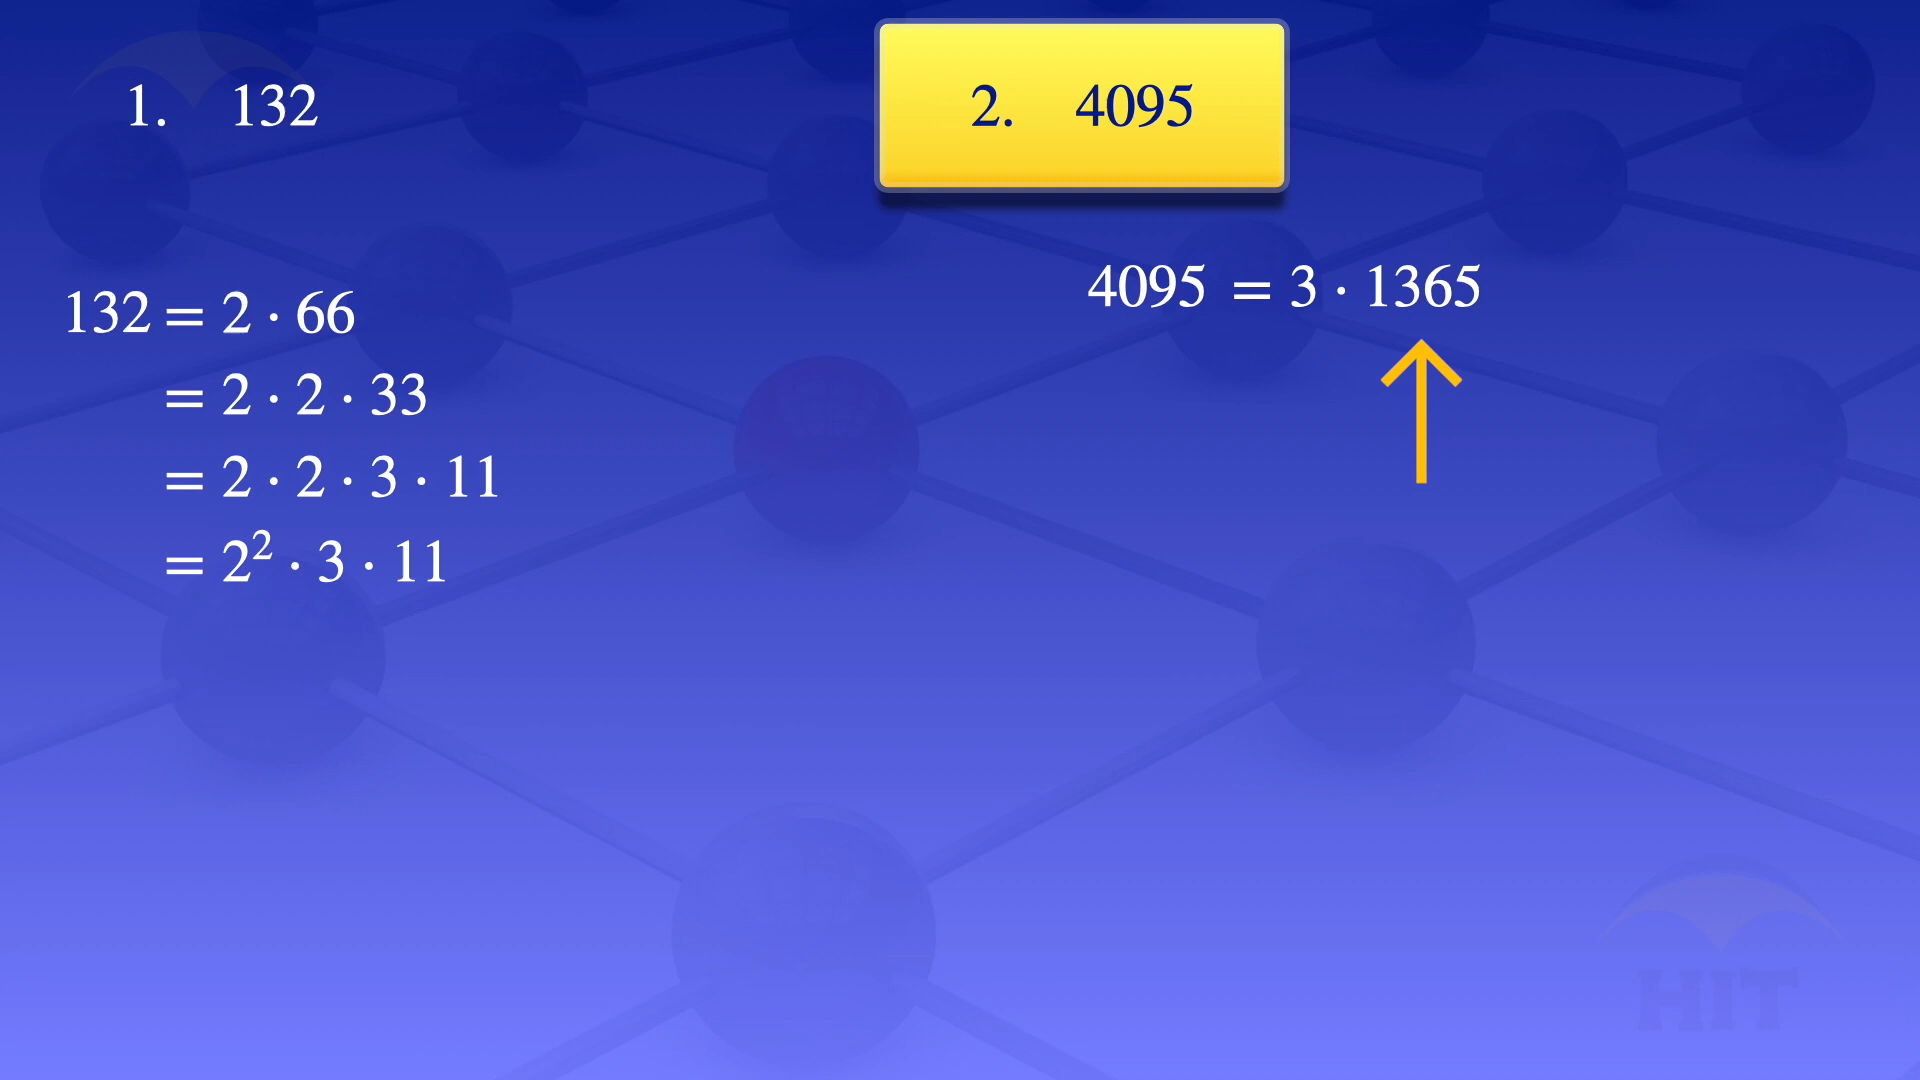 1. 132
2. 4095
132 = 2 · 66
= 2 · 2 · 33
= 2 · 2 · 3 · 11
= 2² · 3 · 11
4095 = 3 · 1365
HIT